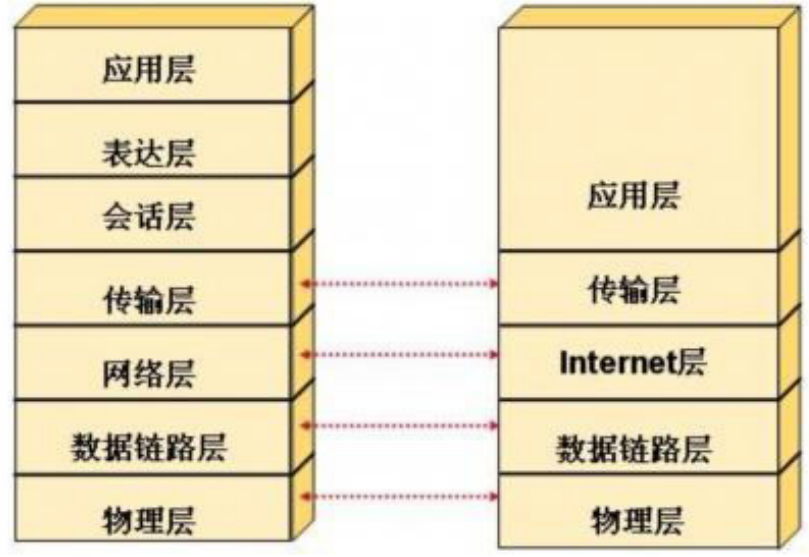 应用层
表达层
会话层
传输层
网络层
数据链路层
物理层
应用层
传输层
Internet层
数据链路层
物理层